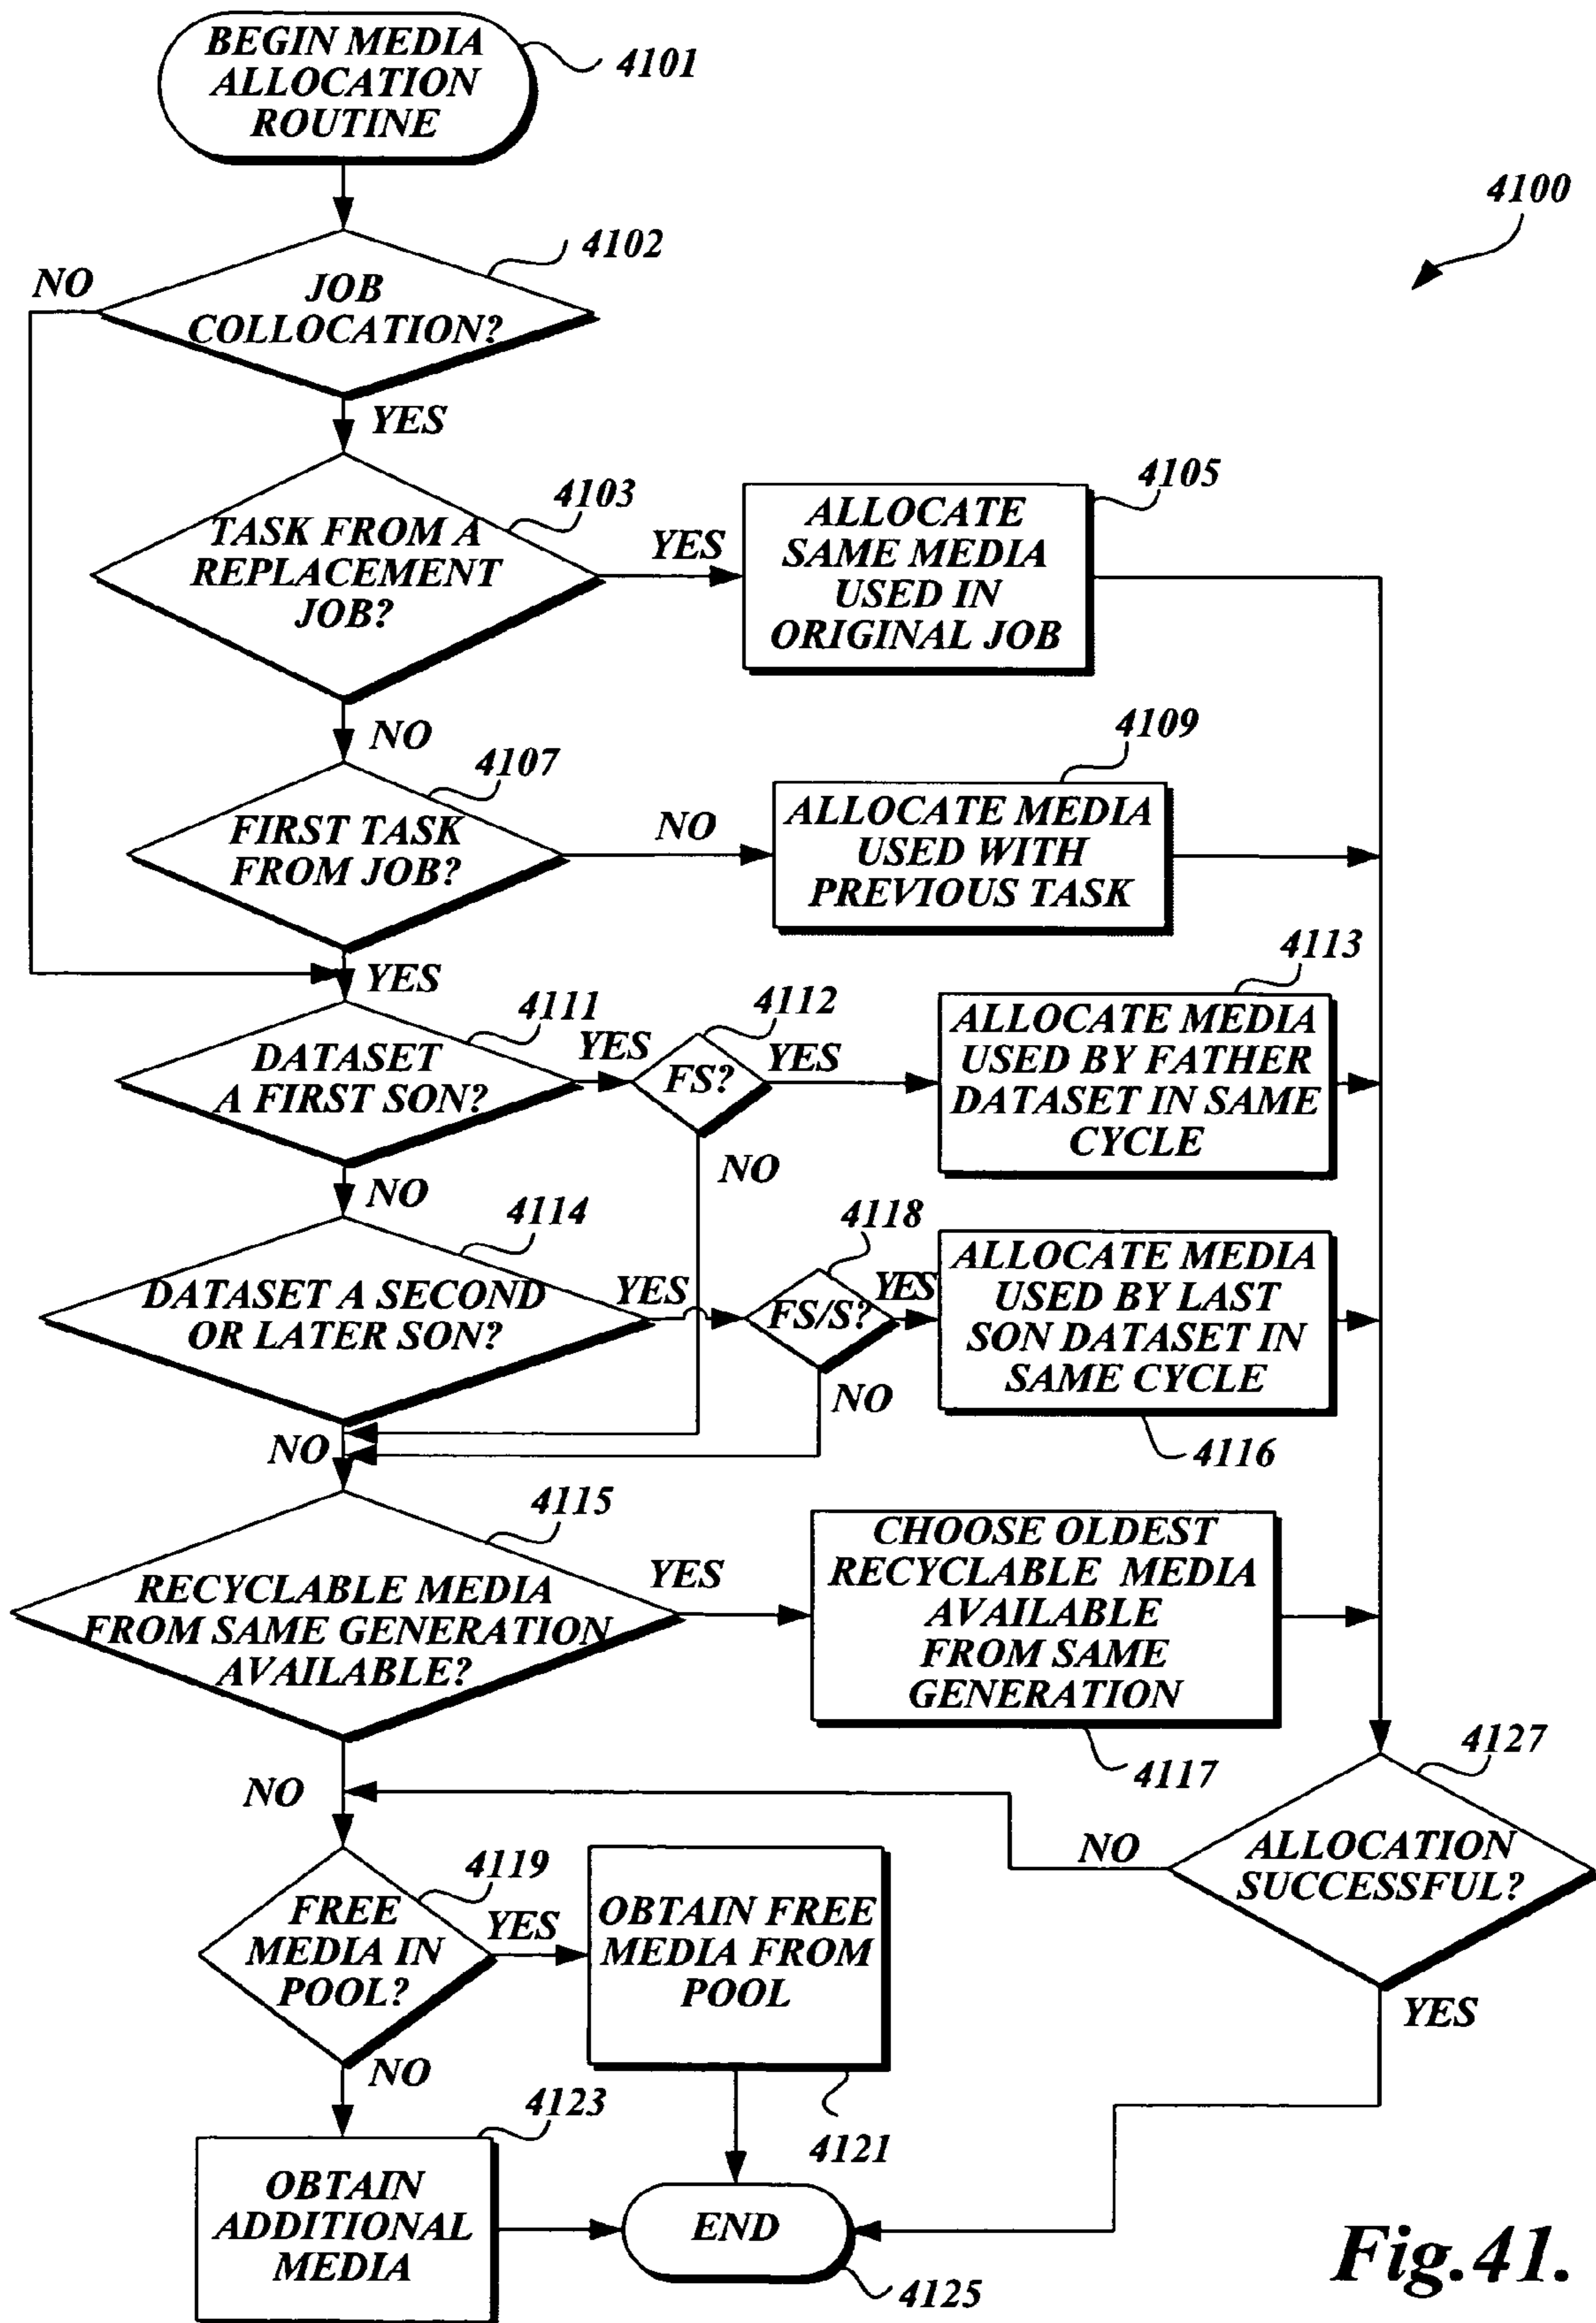 BEGIN MEDIA
ALLOCATION
ROUTINE
4101
4100
4102
NO
JOB
COLLOCATION?
YES
4103
TASK FROM A
REPLACEMENT
JOB?
YES
4105
ALLOCATE
SAME MEDIA
USED IN
ORIGINAL JOB
NO
4107
FIRST TASK
FROM JOB?
NO
4109
ALLOCATE MEDIA
USED WITH
PREVIOUS TASK
YES
4111
DATASET
A FIRST SON?
YES
4112
FS?
YES
4113
ALLOCATE MEDIA
USED BY FATHER
DATASET IN SAME
CYCLE
NO
NO
4114
DATASET A SECOND
OR LATER SON?
YES
4118
FS/S?
YES
ALLOCATE MEDIA
USED BY LAST
SON DATASET IN
SAME CYCLE
4116
NO
NO
4115
RECYCLABLE MEDIA
FROM SAME GENERATION
AVAILABLE?
YES
CHOOSE OLDEST
RECYCLABLE MEDIA
AVAILABLE
FROM SAME
GENERATION
4117
NO
4127
ALLOCATION
SUCCESSFUL?
NO
YES
4119
FREE
MEDIA IN
POOL?
YES
OBTAIN FREE
MEDIA FROM
POOL
4121
NO
4123
OBTAIN
ADDITIONAL
MEDIA
END
4125
Fig.41.